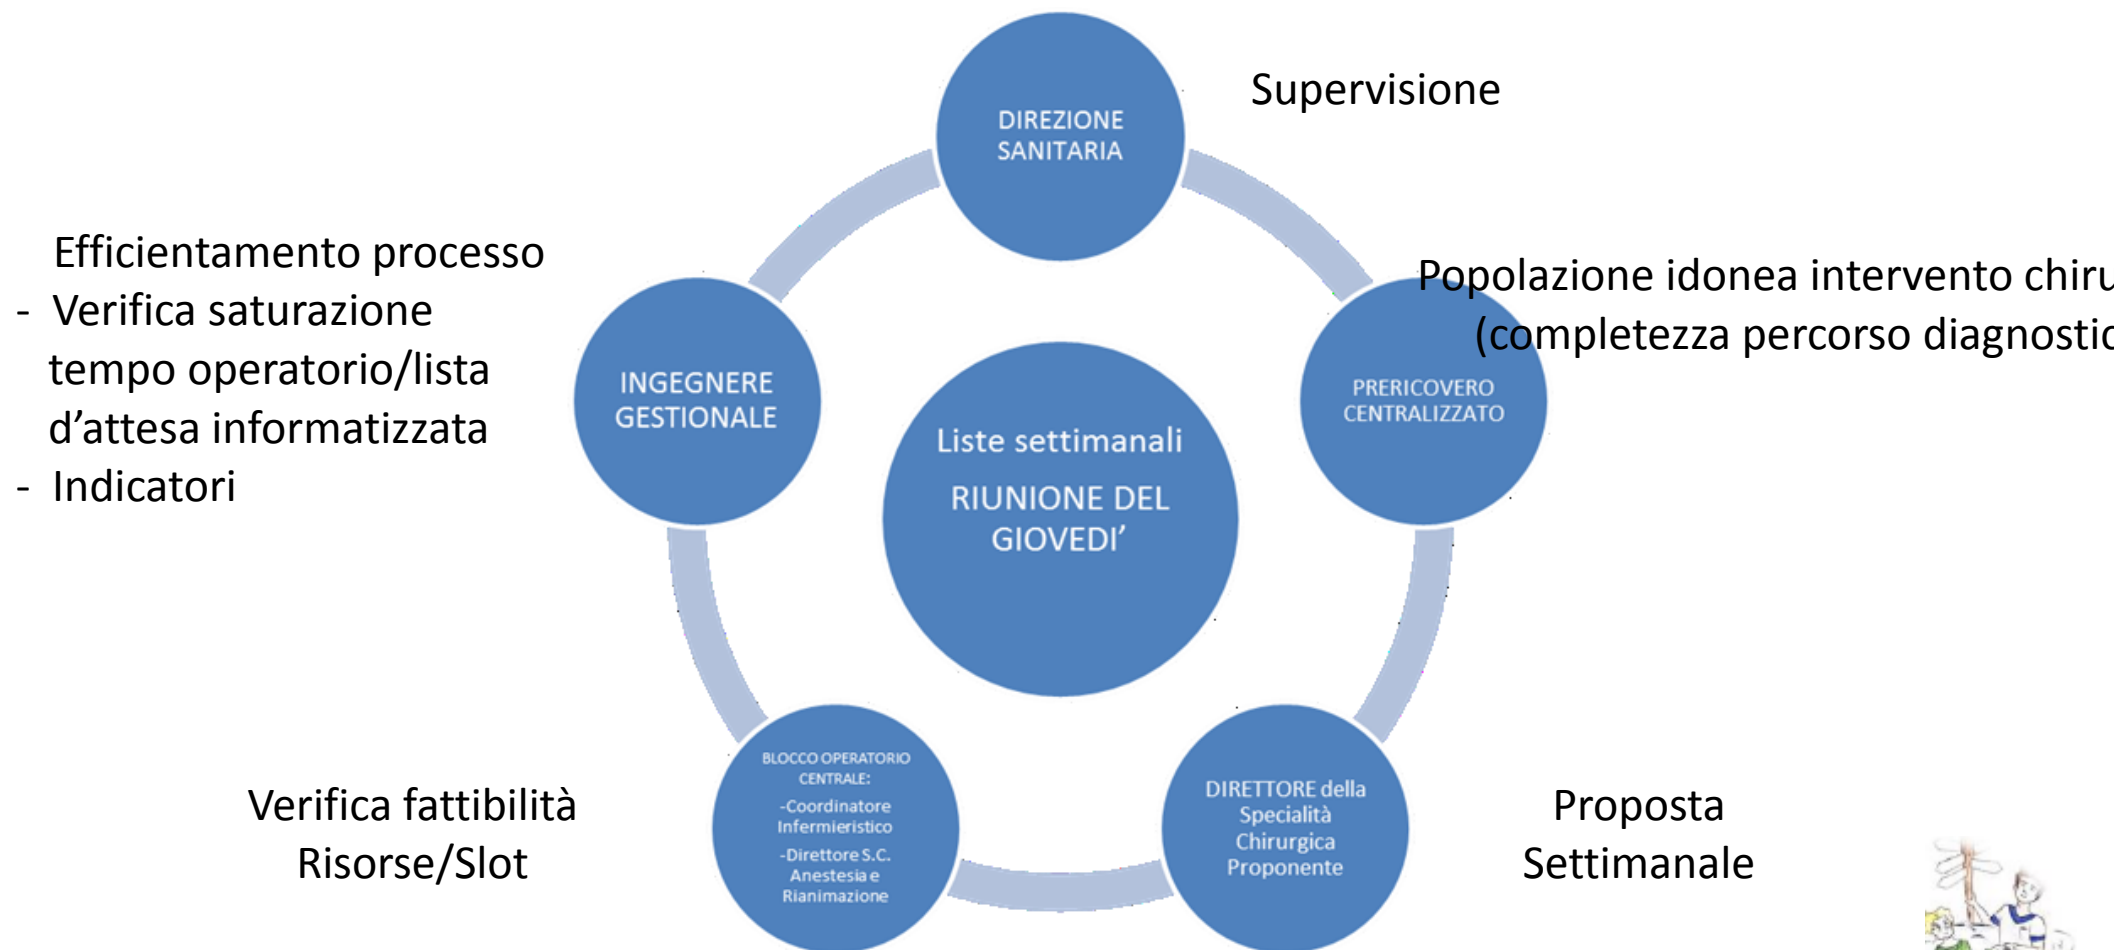 DIREZIONE
SANITARIA
Supervisione
Efficientamento processo
- Verifica saturazione
tempo operatorio/lista
d'attesa informatizzata
- Indicatori
INGEGNERE
GESTIONALE
Popolazione idonea intervento chiru
(completezza percorso diagnostic
PRERICOVERO
CENTRALIZZATO
Liste settimanali
RIUNIONE DEL
GIOVEDI’
BLOCCO OPERATORIO
CENTRALE:
-Coordinatore
Infermieristico
-Direttore S.C.
Anestesia e
Rianimazione
Verifica fattibilità
Risorse/Slot
DIRETTORE della
Specialità
Chirurgica
Proponente
Proposta
Settimanale